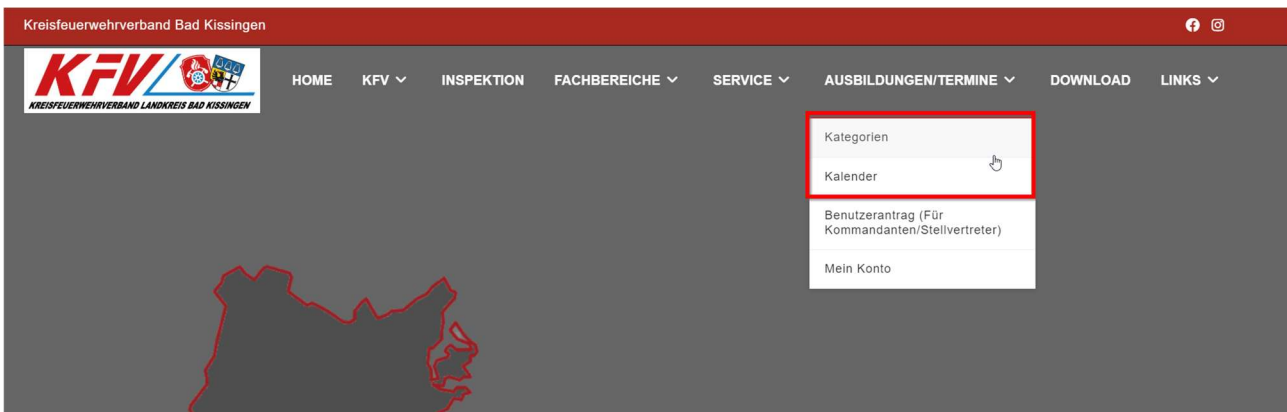 Kreisfeuerwehrverband Bad Kissingen
KFV
KREISFEUERWEHRVERBAND LANDKREIS BAD KISSINGEN
HOME KFV INSPEKTION FACHBEREICHE SERVICE AUSBILDUNGEN/TERMINE DOWNLOAD LINKS
Kategorien
Kalender
Benutzerantrag (Für
Kommandanten/Stellvertreter)
Mein Konto